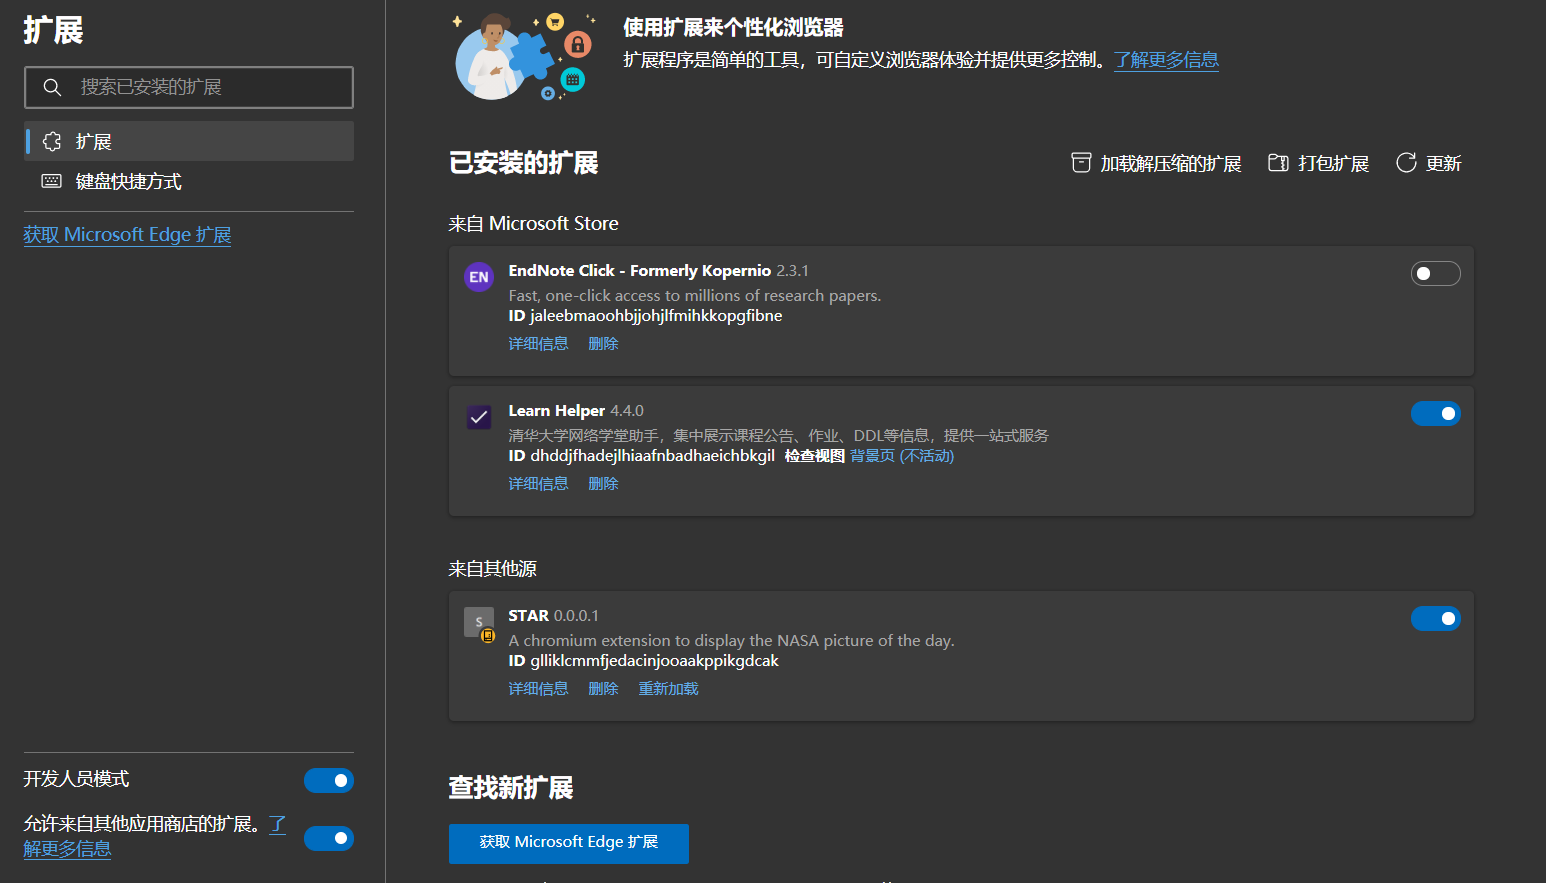 扩展
搜索已安装的扩展
扩展
键盘快捷方式
获取 Microsoft Edge 扩展
开发人员模式
允许来自其他应用商店的扩展。了
解更多信息
使用扩展来个性化浏览器
扩展程序是简单的工具，可自定义浏览器体验并提供更多控制。了解更多信息
已安装的扩展
加载解压缩的扩展 打包扩展 更新
来自 Microsoft Store
EN
EndNote Click - Formerly Kopernio 2.3.1
Fast, one-click access to millions of research papers.
ID jaleebmaoohbjjohjlfmihkkopgfibne
详细信息 删除
Learn Helper 4.4.0
清华大学网络学堂助手，集中展示课程公告、作业、DDL等信息，提供一站式服务
ID dhddjfhadejlhiaafnbadhaeichbkgil 检查视图 背景页 (不活动)
详细信息 删除
来自其他源
S
STAR 0.0.0.1
A chromium extension to display the NASA picture of the day.
ID glliklcmmfjedacinjooaakppikgdcak
详细信息 删除 重新加载
查找新扩展
获取 Microsoft Edge 扩展